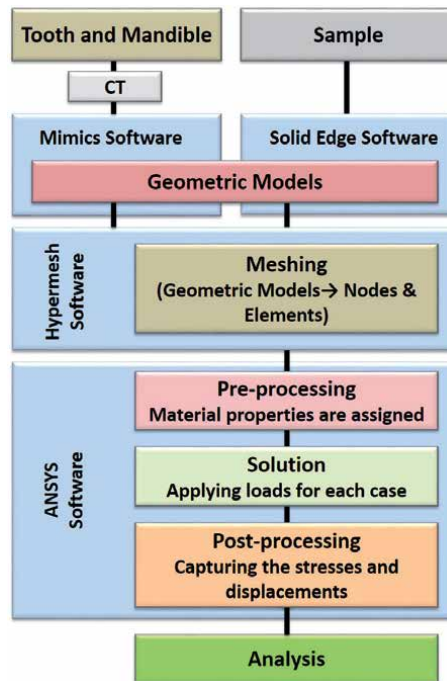 Tooth and Mandible
Sample
CT
Mimics Software
Solid Edge Software
Geometric Models
Hypermesh
Software
Meshing
(Geometric Models→ Nodes &
Elements)
ANSYS
Software
Pre-processing
Material properties are assigned
Solution
Applying loads for each case
Post-processing
Capturing the stresses and
displacements
Analysis